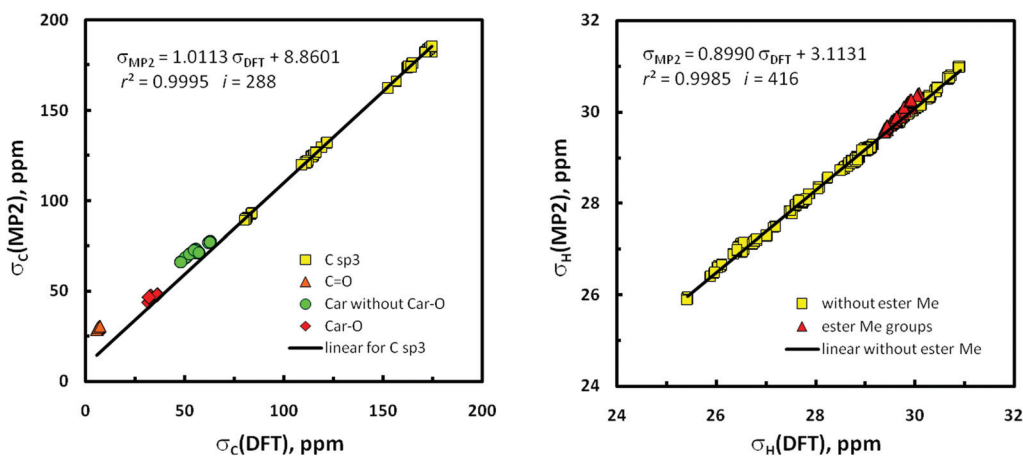 σMP2 = 1.0113 σDFT + 8.8601
r² = 0.9995 i = 288
200
150
100
50
0
σC(MP2), ppm
C sp3
C=O
Car without Car-O
Car-O
linear for C sp3
0 50 100 150 200
σC(DFT), ppm
σMP2 = 0.8990 σDFT + 3.1131
r² = 0.9985 i = 416
32
30
28
26
24
σH(MP2), ppm
without ester Me
ester Me groups
linear without ester Me
24 26 28 30 32
σH(DFT), ppm